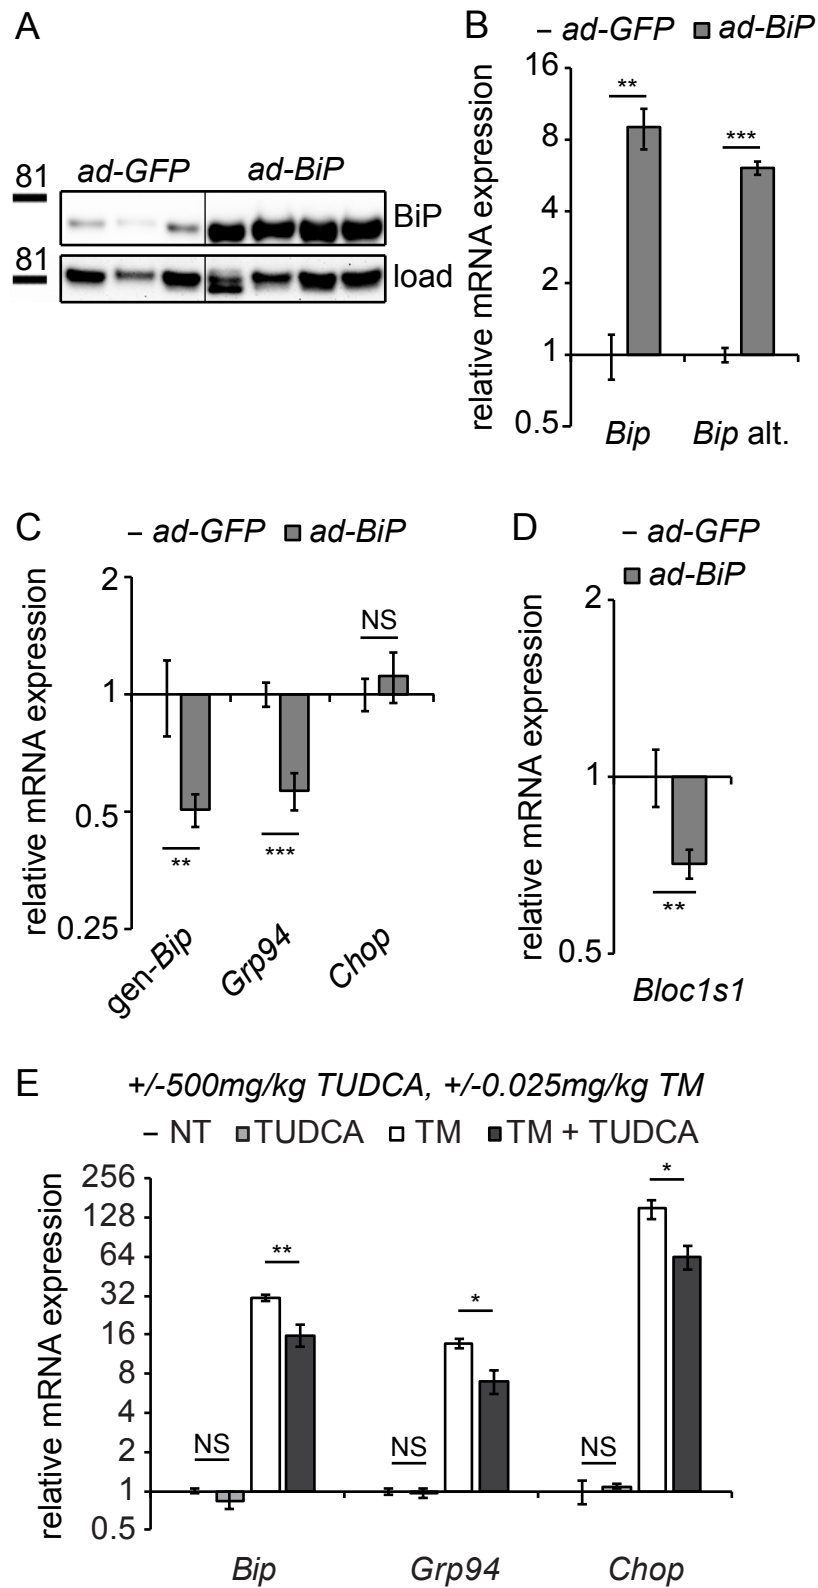 A
ad-GFP ad-BiP
81
BiP
81
load
B
– ad-GFP ad-BiP
relative mRNA expression
16
8
4
2
1
0.5
**
***
Bip Bip alt.
C
– ad-GFP ad-BiP
relative mRNA expression
2
1
0.5
0.25
**
***
NS
gen-Bip Grp94 Chop
D
– ad-GFP
ad-BiP
relative mRNA expression
2
1
0.5
**
Bloc1s1
E
+/-500mg/kg TUDCA, +/-0.025mg/kg TM
– NT TUDCA TM TM + TUDCA
relative mRNA expression
256
128
64
32
16
8
4
2
1
0.5
NS
**
NS
*
NS
*
Bip Grp94 Chop